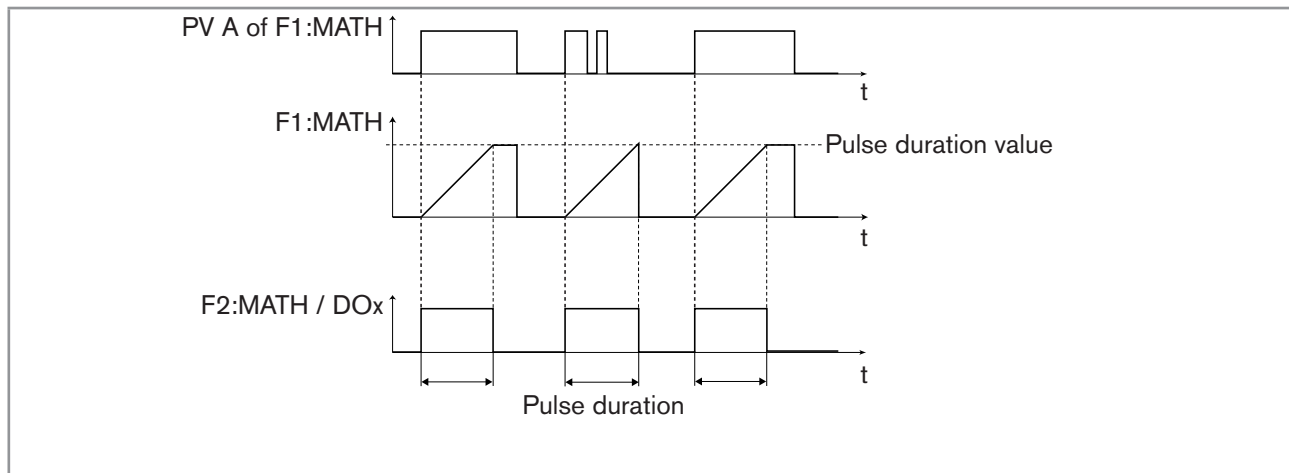 PV A of F1:MATH
t
F1:MATH
Pulse duration value
t
F2:MATH / DOx
t
Pulse duration